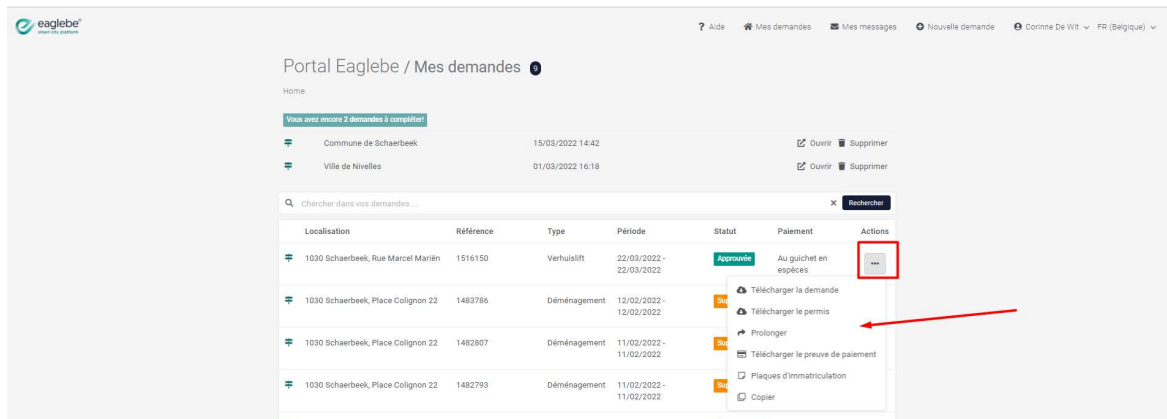 eaglebe®
smart city platform
? Aide Mes demandes Mes messages Nouvelle demande Corinne De Wit FR (Belgique)
Portal Eaglebe / Mes demandes 9
Home
Vous avez encore 2 demandes à compléter!
Commune de Schaerbeek 15/03/2022 14:42 Ouvrir Supprimer
Ville de Nivelles 01/03/2022 16:18 Ouvrir Supprimer
Chercher dans vos demandes ... × Rechercher
Localisation Référence Type Période Statut Paiement Actions
1030 Schaerbeek, Rue Marcel Mariën 1516150 Verhuislift 22/03/2022 - Approuvée Au guichet en ...
22/03/2022 espèces
Télécharger la demande
1030 Schaerbeek, Place Colignon 22 1483786 Déménagement 12/02/2022 -
12/02/2022
Télécharger le permis
Prolonger
1030 Schaerbeek, Place Colignon 22 1482807 Déménagement 11/02/2022 -
11/02/2022
Télécharger le preuve de paiement
Plaques d'immatriculation
1030 Schaerbeek, Place Colignon 22 1482793 Déménagement 11/02/2022 -
11/02/2022
Copier